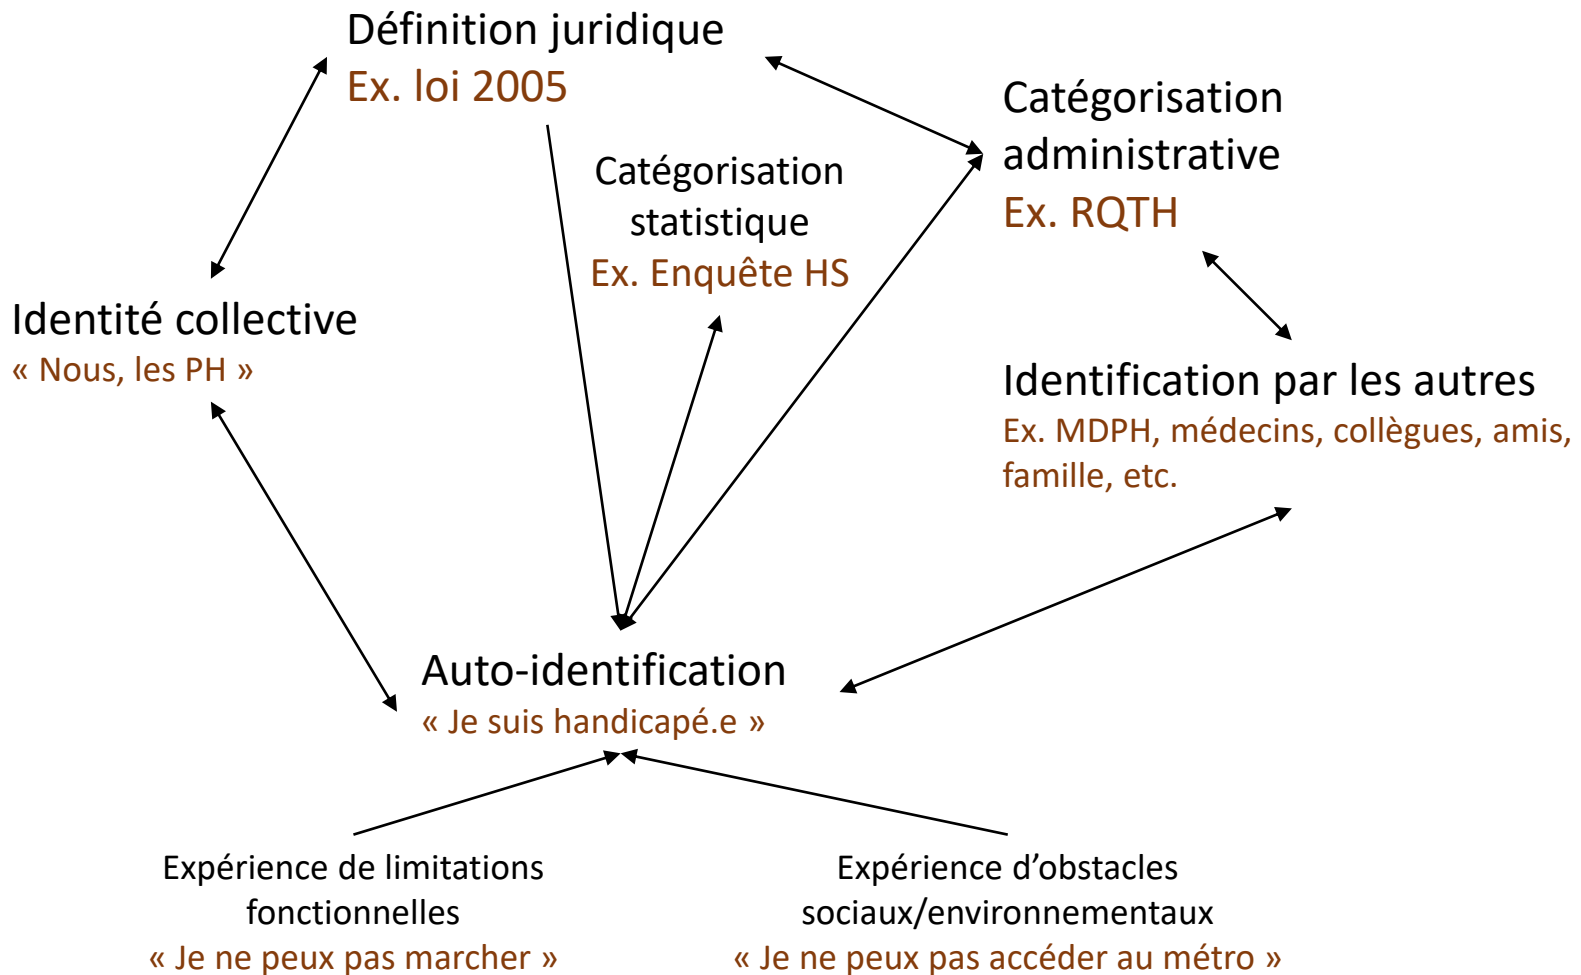 Définition juridique
Ex. loi 2005
Catégorisation
administrative
Ex. RQTH
Catégorisation
statistique
Ex. Enquête HS
Identité collective
« Nous, les PH »
Identification par les autres
Ex. MDPH, médecins, collègues, amis,
famille, etc.
Auto-identification
« Je suis handicapé.e »
Expérience de limitations
fonctionnelles
« Je ne peux pas marcher »
Expérience d’obstacles
sociaux/environnementaux
« Je ne peux pas accéder au métro »